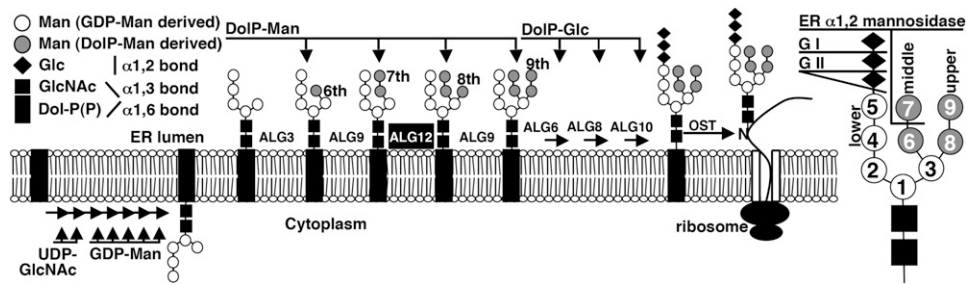 Man (GDP-Man derived)
Man (DolP-Man derived)
Glc | α1,2 bond
GlcNAc \ α1,3 bond
Dol-P(P) / α1,6 bond
DolP-Man
DolP-Glc
6th
7th
8th
9th
ER lumen
ALG3
ALG9
ALG12
ALG9
ALG6
ALG8
ALG10
OST
N
Cytoplasm
ribosome
UDP-
GlcNAc
GDP-Man
ER α1,2 mannosidase
G I
G II
lower
middle
upper
5
7
9
4
6
8
2
3
1